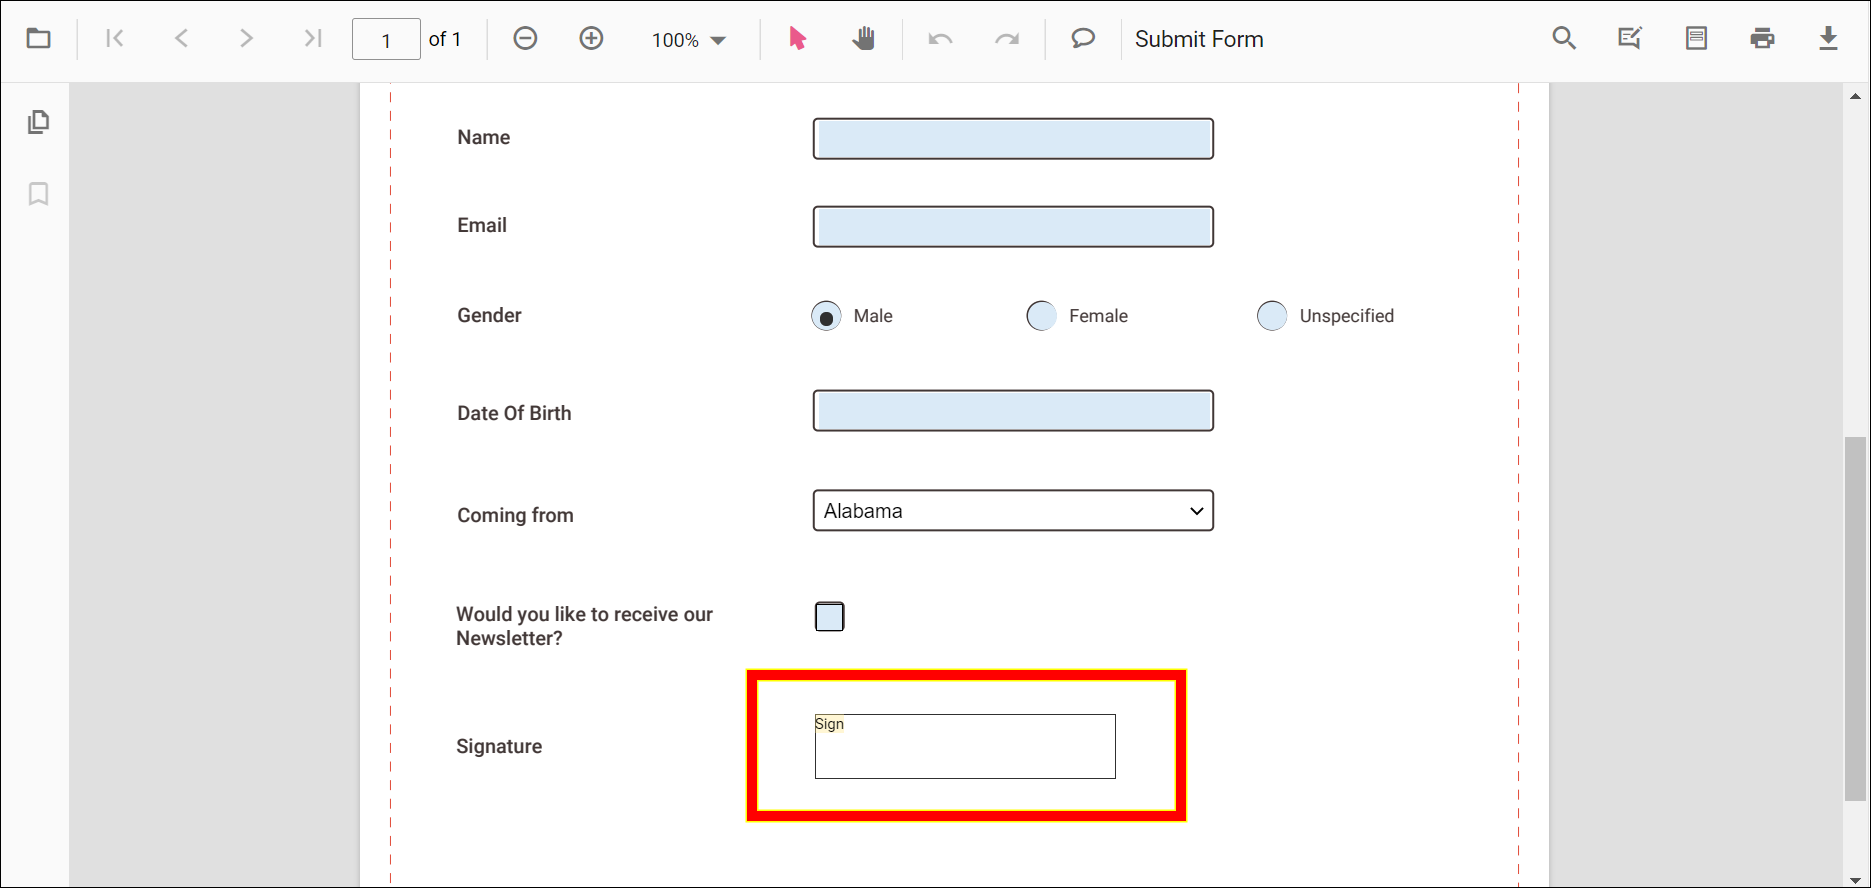 1 of 1 100% Submit Form
Name
Email
Gender Male Female Unspecified
Date Of Birth
Coming from Alabama
Would you like to receive our
Newsletter?
Sign
Signature